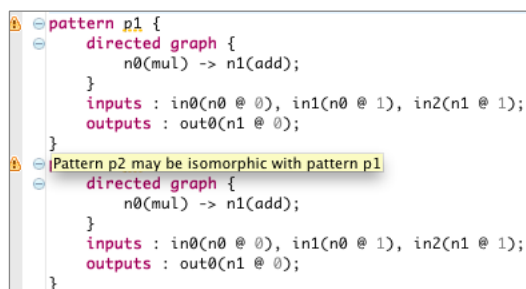 pattern p1 {
directed graph {
n0(mul) -> n1(add);
}
inputs : in0(n0 @ 0), in1(n0 @ 1), in2(n1 @ 1);
outputs : out0(n1 @ 0);
}
Pattern p2 may be isomorphic with pattern p1
directed graph {
n0(mul) -> n1(add);
}
inputs : in0(n0 @ 0), in1(n0 @ 1), in2(n1 @ 1);
outputs : out0(n1 @ 0);
}